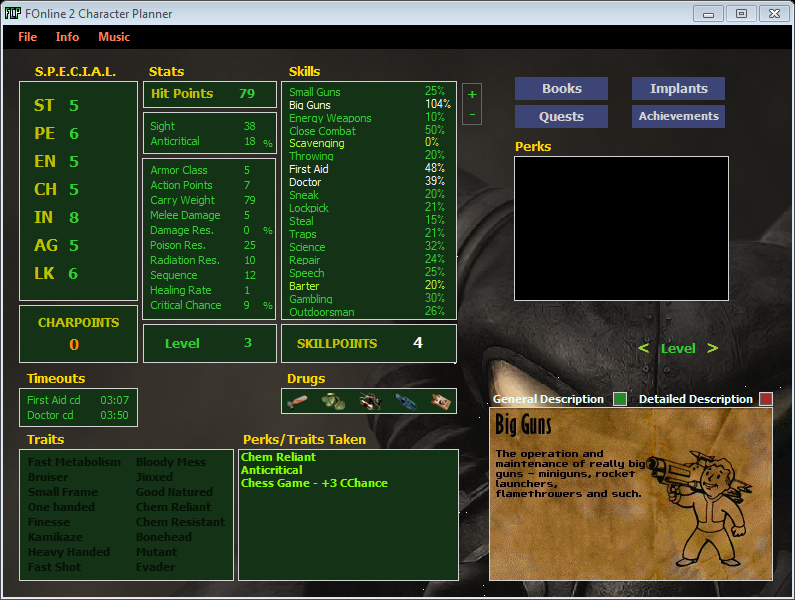 FOnline 2 Character Planner
File Info Music
S.P.E.C.I.A.L.
ST 5
PE 6
EN 5
CH 5
IN 8
AG 5
LK 6
CHARPOINTS
0
Stats
Hit Points 79
Sight 38
Anticritical 18 %
Armor Class 5
Action Points 7
Carry Weight 79
Melee Damage 5
Damage Res. 0 %
Poison Res. 25
Radiation Res. 10
Sequence 12
Healing Rate 1
Critical Chance 9 %
Level 3
Skills
Small Guns 25%
Big Guns 104%
Energy Weapons 10%
Close Combat 50%
Scavenging 0%
Throwing 20%
First Aid 48%
Doctor 39%
Sneak 20%
Lockpick 21%
Steal 15%
Traps 21%
Science 32%
Repair 24%
Speech 25%
Barter 20%
Gambling 30%
Outdoorsman 26%
+
-
SKILLPOINTS 4
Books Implants
Quests Achievements
Perks
< Level >
Timeouts
First Aid cd 03:07
Doctor cd 03:50
Drugs
Traits
Fast Metabolism Bloody Mess
Bruiser Jinxed
Small Frame Good Natured
One handed Chem Reliant
Finesse Chem Resistant
Kamikaze Bonehead
Heavy Handed Mutant
Fast Shot Evader
Perks/Traits Taken
Chem Reliant
Anticritical
Chess Game - +3 CChance
General Description Detailed Description
Big Guns
The operation and
maintenance of really big
guns - miniguns, rocket
launchers,
flamethrowers and such.